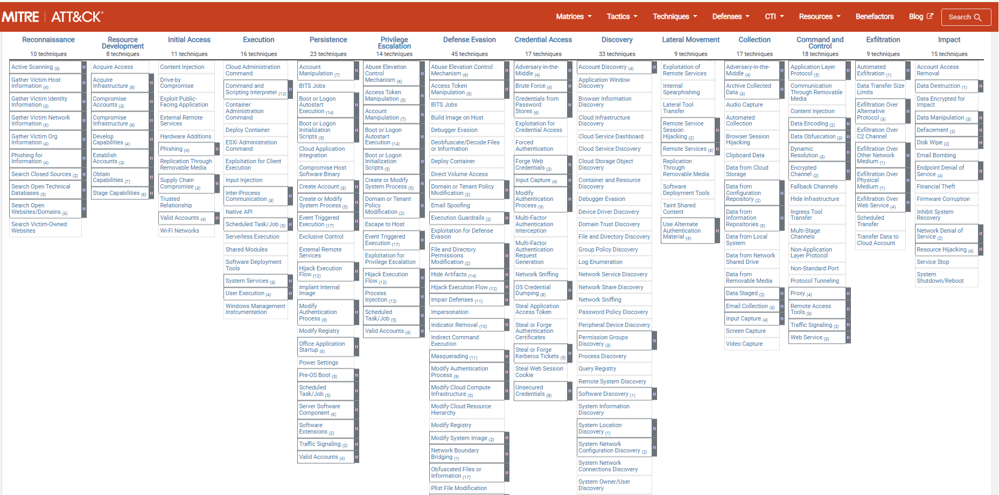 MITRE | ATT&CK®
Matrices
Tactics
Techniques
Defenses
CTI
Resources
Benefactors
Blog
Search
Reconnaissance
10 techniques
Active Scanning (3)
Gather Victim Host
Information (4)
Gather Victim Identity
Information (3)
Gather Victim Network
Information (6)
Gather Victim Org
Information (4)
Phishing for
Information (4)
Search Closed Sources (2)
Search Open Technical
Databases (5)
Search Open
Websites/Domains (3)
Search Victim-Owned
Websites
Resource
Development
8 techniques
Acquire Access
Acquire
Infrastructure (8)
Compromise
Accounts (3)
Compromise
Infrastructure (8)
Develop
Capabilities (4)
Establish
Accounts (3)
Obtain
Capabilities (7)
Stage Capabilities (6)
Initial Access
11 techniques
Content Injection
Drive-by
Compromise
Exploit Public-
Facing Application
External Remote
Services
Hardware Additions
Phishing (4)
Replication Through
Removable Media
Supply Chain
Compromise (3)
Trusted
Relationship
Valid Accounts (4)
Wi-Fi Networks
Execution
16 techniques
Cloud Administration
Command
Command and
Scripting Interpreter (12)
Container
Administration
Command
Deploy Container
ESXi Administration
Command
Exploitation for Client
Execution
Input Injection
Inter-Process
Communication (3)
Native API
Scheduled Task/Job (5)
Serverless Execution
Shared Modules
Software Deployment
Tools
System Services (3)
User Execution (4)
Windows Management
Instrumentation
Persistence
23 techniques
Account
Manipulation (7)
BITS Jobs
Boot or Logon
Autostart
Execution (14)
Boot or Logon
Initialization
Scripts (5)
Cloud Application
Integration
Compromise Host
Software Binary
Create Account (3)
Create or Modify
System Process (5)
Event Triggered
Execution (17)
Exclusive Control
External Remote
Services
Hijack Execution
Flow (12)
Implant Internal
Image
Modify
Authentication
Process (9)
Modify Registry
Office Application
Startup (6)
Power Settings
Pre-OS Boot (5)
Scheduled
Task/Job (5)
Server Software
Component (6)
Software
Extensions (2)
Traffic Signaling (2)
Valid Accounts (4)
Privilege
Escalation
14 techniques
Abuse Elevation
Control
Mechanism (6)
Access Token
Manipulation (5)
Account
Manipulation (7)
Boot or Logon
Autostart
Execution (14)
Boot or Logon
Initialization
Scripts (5)
Create or Modify
System Process (5)
Domain or Tenant
Policy
Modification (2)
Escape to Host
Event Triggered
Execution (17)
Exploitation for
Privilege Escalation
Hijack Execution
Flow (12)
Process
Injection (12)
Scheduled
Task/Job (5)
Valid Accounts (4)
Defense Evasion
45 techniques
Abuse Elevation Control
Mechanism (6)
Access Token
Manipulation (5)
BITS Jobs
Build Image on Host
Debugger Evasion
Deobfuscate/Decode Files
or Information
Deploy Container
Direct Volume Access
Domain or Tenant Policy
Modification (2)
Email Spoofing
Execution Guardrails (2)
Exploitation for Defense
Evasion
File and Directory
Permissions
Modification (2)
Hide Artifacts (14)
Hijack Execution Flow (12)
Impair Defenses (11)
Impersonation
Indicator Removal (10)
Indirect Command
Execution
Masquerading (11)
Modify Authentication
Process (9)
Modify Cloud Compute
Infrastructure (5)
Modify Cloud Resource
Hierarchy
Modify Registry
Modify System Image (2)
Network Boundary
Bridging (1)
Obfuscated Files or
Information (17)
Plist File Modification
Credential Access
17 techniques
Adversary-in-the-
Middle (4)
Brute Force (4)
Credentials from
Password
Stores (6)
Exploitation for
Credential Access
Forced
Authentication
Forge Web
Credentials (2)
Input Capture (4)
Modify
Authentication
Process (9)
Multi-Factor
Authentication
Interception
Multi-Factor
Authentication
Request
Generation
Network Sniffing
OS Credential
Dumping (8)
Steal Application
Access Token
Steal or Forge
Authentication
Certificates
Steal or Forge
Kerberos Tickets (5)
Steal Web Session
Cookie
Unsecured
Credentials (8)
Discovery
33 techniques
Account Discovery (4)
Application Window
Discovery
Browser Information
Discovery
Cloud Infrastructure
Discovery
Cloud Service Dashboard
Cloud Service Discovery
Cloud Storage Object
Discovery
Container and Resource
Discovery
Debugger Evasion
Device Driver Discovery
Domain Trust Discovery
File and Directory Discovery
Group Policy Discovery
Log Enumeration
Network Service Discovery
Network Share Discovery
Network Sniffing
Password Policy Discovery
Peripheral Device Discovery
Permission Groups
Discovery (3)
Process Discovery
Query Registry
Remote System Discovery
Software Discovery (1)
System Information
Discovery
System Location
Discovery (1)
System Network
Configuration Discovery (2)
System Network
Connections Discovery
System Owner/User
Discovery
Lateral Movement
9 techniques
Exploitation of
Remote Services
Internal
Spearphishing
Lateral Tool
Transfer
Remote Service
Session
Hijacking (2)
Remote Services (8)
Replication
Through
Removable Media
Software
Deployment Tools
Taint Shared
Content
Use Alternate
Authentication
Material (4)
Collection
17 techniques
Adversary-in-the-
Middle (4)
Archive Collected
Data (3)
Audio Capture
Automated
Collection
Browser Session
Hijacking
Clipboard Data
Data from Cloud
Storage
Data from
Configuration
Repository (2)
Data from
Information
Repositories (5)
Data from Local
System
Data from Network
Shared Drive
Data from
Removable Media
Data Staged (2)
Email Collection (3)
Input Capture (4)
Screen Capture
Video Capture
Command and
Control
18 techniques
Application Layer
Protocol (5)
Communication
Through Removable
Media
Content Injection
Data Encoding (2)
Data Obfuscation (3)
Dynamic
Resolution (3)
Encrypted
Channel (2)
Fallback Channels
Hide Infrastructure
Ingress Tool
Transfer
Multi-Stage
Channels
Non-Application
Layer Protocol
Non-Standard Port
Protocol Tunneling
Proxy (4)
Remote Access
Tools (3)
Traffic Signaling (2)
Web Service (3)
Exfiltration
9 techniques
Automated
Exfiltration (1)
Data Transfer Size
Limits
Exfiltration Over
Alternative
Protocol (3)
Exfiltration Over
C2 Channel
Exfiltration Over
Other Network
Medium (1)
Exfiltration Over
Physical
Medium (1)
Exfiltration Over
Web Service (4)
Scheduled
Transfer
Transfer Data to
Cloud Account
Impact
15 techniques
Account Access
Removal
Data Destruction (1)
Data Encrypted for
Impact
Data Manipulation (3)
Defacement (2)
Disk Wipe (2)
Email Bombing
Endpoint Denial of
Service (4)
Financial Theft
Firmware Corruption
Inhibit System
Recovery
Network Denial of
Service (2)
Resource Hijacking (4)
Service Stop
System
Shutdown/Reboot